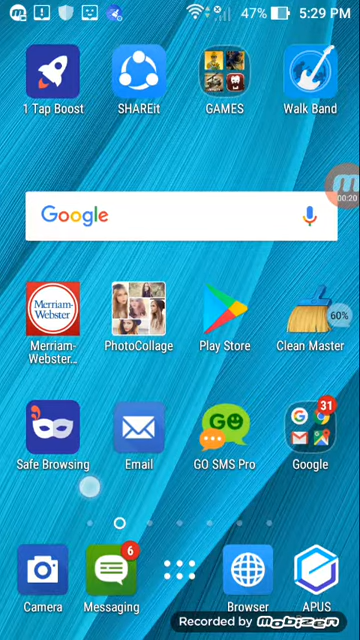 47% 5:29 PM
1 Tap Boost SHAREit GAMES Walk Band
00:20
Google
Merriam-
Webster
60%
Merriam-
Webster... PhotoCollage Play Store Clean Master
GO
31
G
Safe Browsing Email GO SMS Pro Google
6
Camera Messaging Browser APUS
Recorded by mobizen